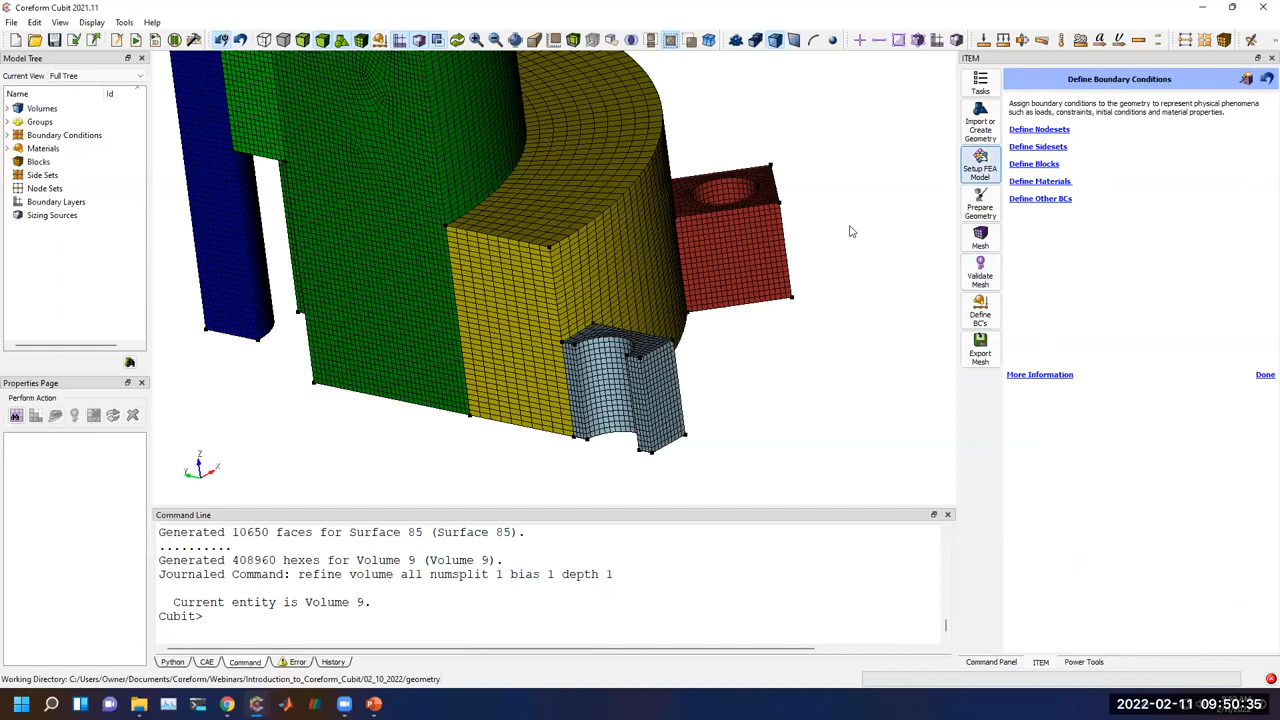 Coreform Cubit 2021.11
File Edit View Display Tools Help
Model Tree
Current View Full Tree
Name Id
Volumes
Groups
Boundary Conditions
Materials
Blocks
Side Sets
Node Sets
Boundary Layers
Sizing Sources
Properties Page
Perform Action
Z
Y X
Command Line
Generated 10650 faces for Surface 85 (Surface 85).
..........
Generated 408960 hexes for Volume 9 (Volume 9).
Journaled Command: refine volume all numsplit 1 bias 1 depth 1
Current entity is Volume 9.
Cubit>
Python CAE Command Error History
ITEM
Tasks
Import or
Create
Geometry
Setup FEA
Model
Prepare
Geometry
Mesh
Validate
Mesh
Define
BC's
Export
Mesh
Define Boundary Conditions
Assign boundary conditions to the geometry to represent physical phenomena
such as loads, constraints, initial conditions and material properties.
Define Nodesets
Define Sidesets
Define Blocks
Define Materials
Define Other BCs
More Information Done
Command Panel ITEM Power Tools
Working Directory: C:/Users/Owner/Documents/Coreform/Webinars/Introduction_to_Coreform_Cubit/02_10_2022/geometry
2022-02-11 09:50:35